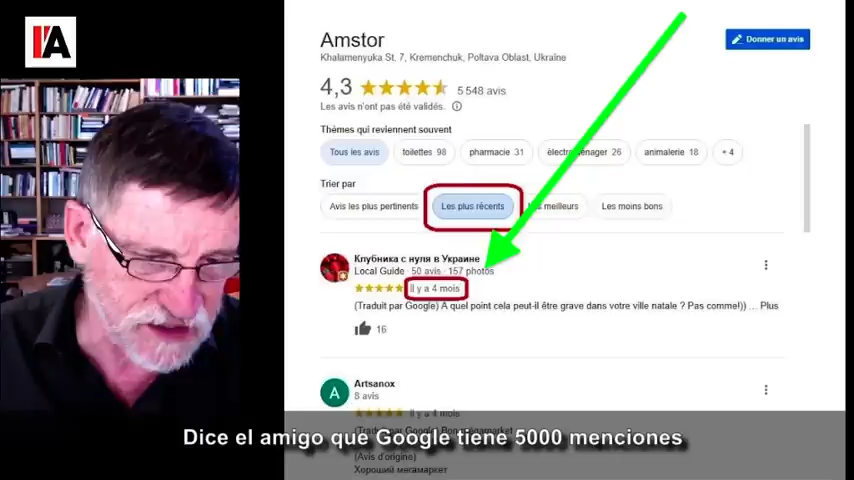 IA
Amstor
Khalamenyuka St, 7, Kremenchuk, Poltava Oblast, Ukraine
Donner un avis
4,3
5 548 avis
Les avis n'ont pas été validés.
Thèmes qui reviennent souvent
Tous les avis
toilettes 98
pharmacie 31
électroménager 26
animalerie 18
+ 4
Trier par
Avis les plus pertinents
Les plus récents
meilleurs
Les moins bons
Клубника с нуля в Украине
Local Guide · 50 avis · 157 photos
Il y a 4 mois
(Traduit par Google) À quel point cela peut-il être grave dans votre ville natale ? Pas comme!)) ... Plus
16
A
Artsanox
8 avis
Il y a 4 mois
(Traduit par Google)
Dice el amigo que Google tiene 5000 menciones
(Avis d'origine)
Хороший мегамаркет